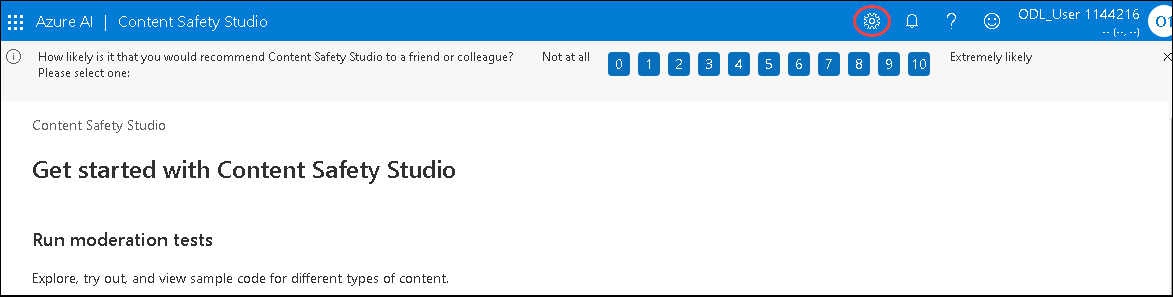 Azure AI | Content Safety Studio
ODL_User 1144216
-- (--, --)
How likely is it that you would recommend Content Safety Studio to a friend or colleague?
Please select one:
Not at all
0 1 2 3 4 5 6 7 8 9 10
Extremely likely
Content Safety Studio
Get started with Content Safety Studio
Run moderation tests
Explore, try out, and view sample code for different types of content.